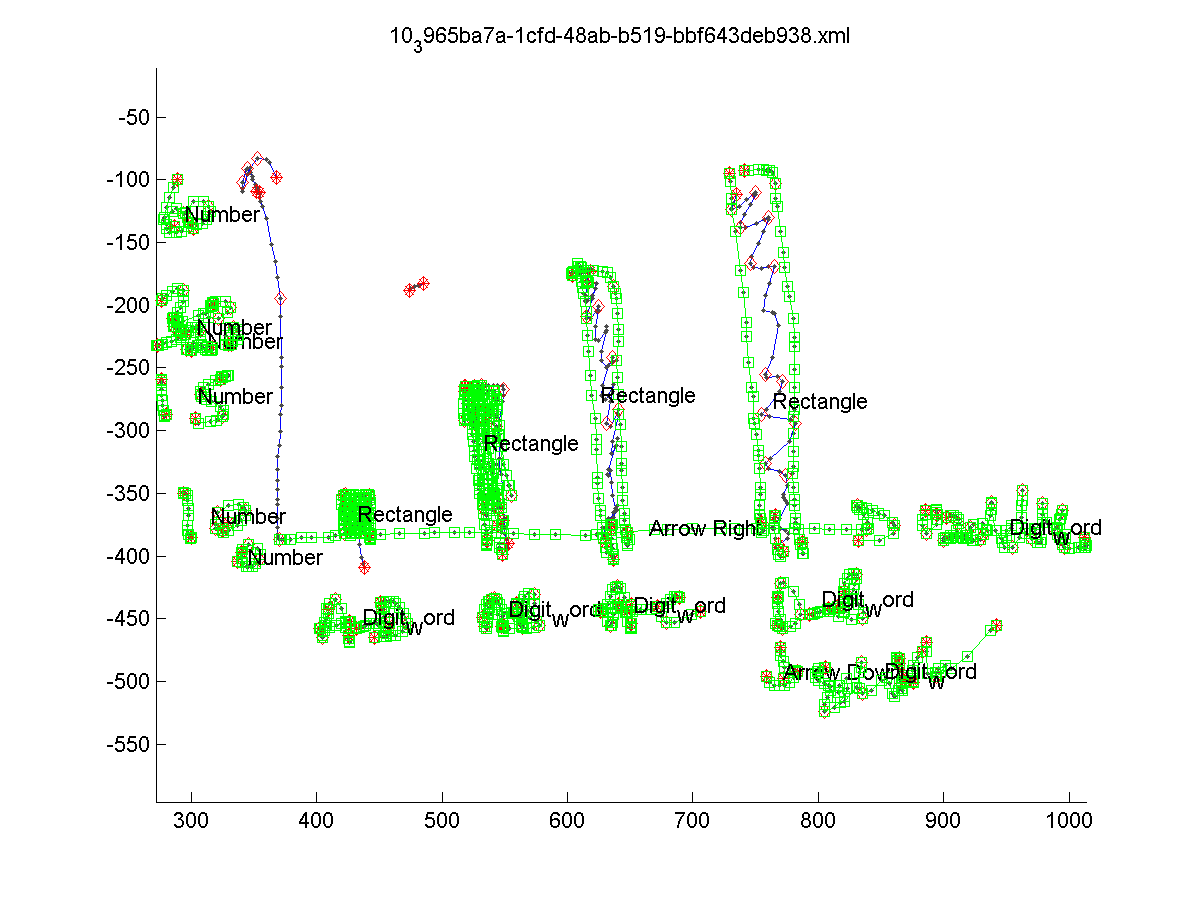 10₃965ba7a-1cfd-48ab-b519-bbf643deb938.xml
-50
-100
Number
-150
-200
Number
Number
-250
Number
Rectangle
Rectangle
-300
Rectangle
-350
Number
Rectangle
Arrow Righ
Digit_word
-400
Number
-450
Digit_word
Digit_word
Digit_word
Digit_word
-500
Arrow Dow
Digit_word
-550
300 400 500 600 700 800 900 1000